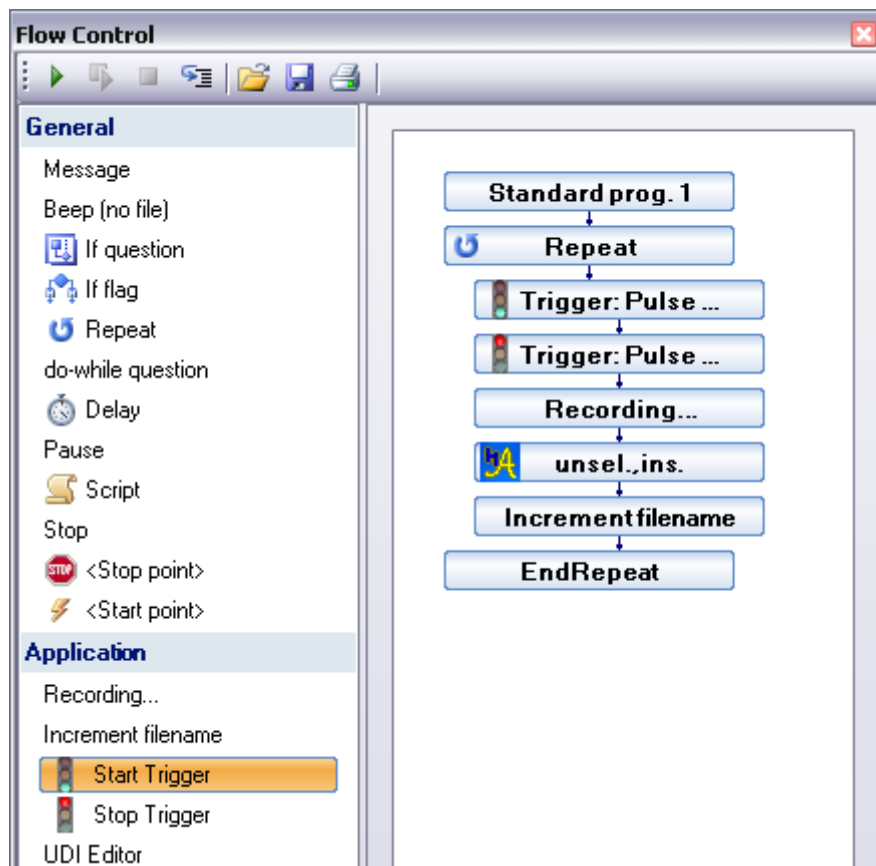 Flow Control
General
Message
Beep (no file)
If question
If flag
Repeat
do-while question
Delay
Pause
Script
Stop
STOP <Stop point>
<Start point>
Application
Recording...
Increment filename
Start Trigger
Stop Trigger
UDI Editor
Standard prog. 1
Repeat
Trigger: Pulse ...
Trigger: Pulse ...
Recording...
unsel.,ins.
Increment filename
EndRepeat